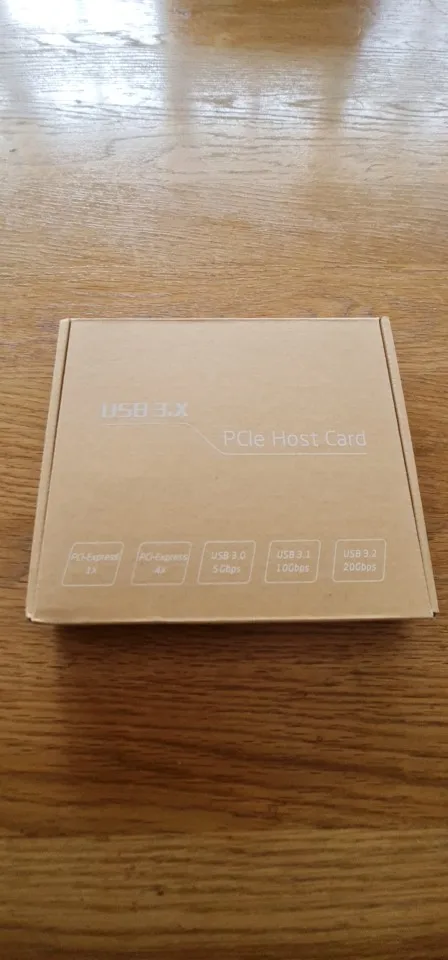 USB 3.X
PCIe Host Card
PCI-Express
1X
PCI-Express
4X
USB 3.0
5Gbps
USB 3.1
10Gbps
USB 3.2
20Gbps